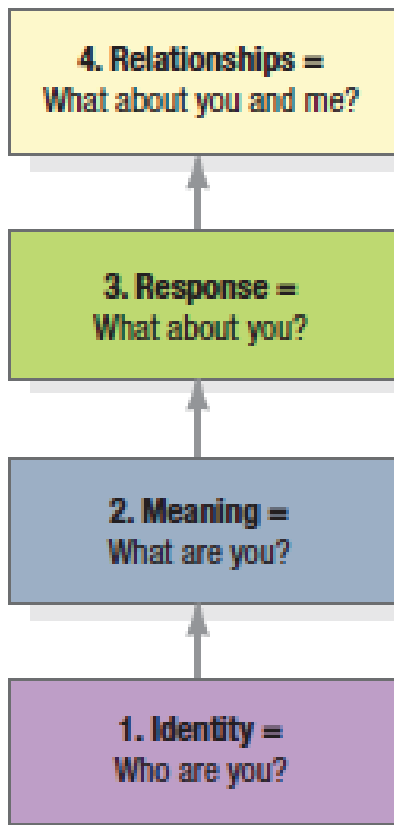 4. Relationships =
What about you and me?
3. Response =
What about you?
2. Meaning =
What are you?
1. Identity =
Who are you?